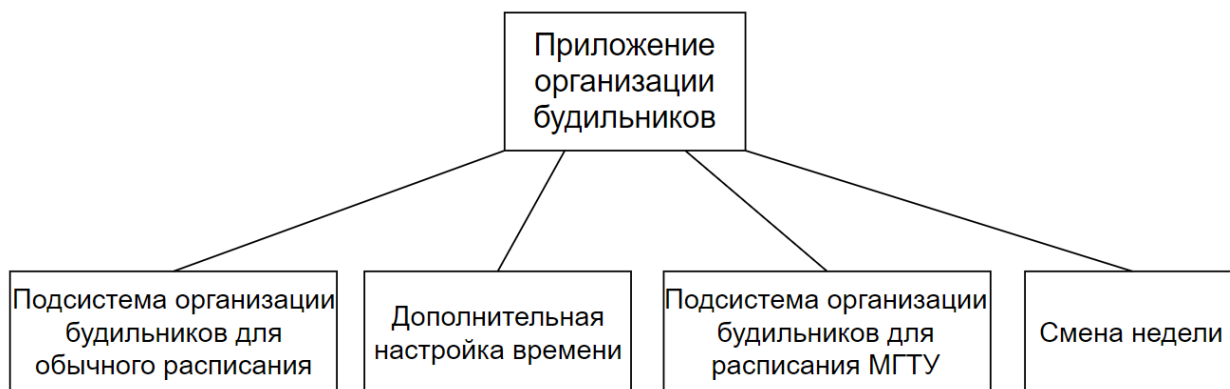 Приложение
организации
будильников
Подсистема организации
будильников для
обычного расписания
Дополнительная
настройка времени
Подсистема организации
будильников для
расписания МГТУ
Смена недели